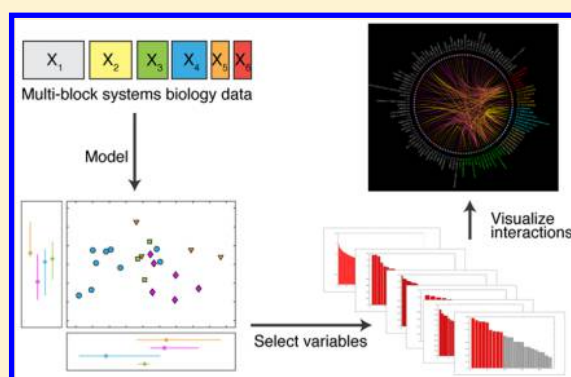 X1 X2 X3 X4 X5 X6
Multi-block systems biology data
Model
Select variables
Visualize
interactions